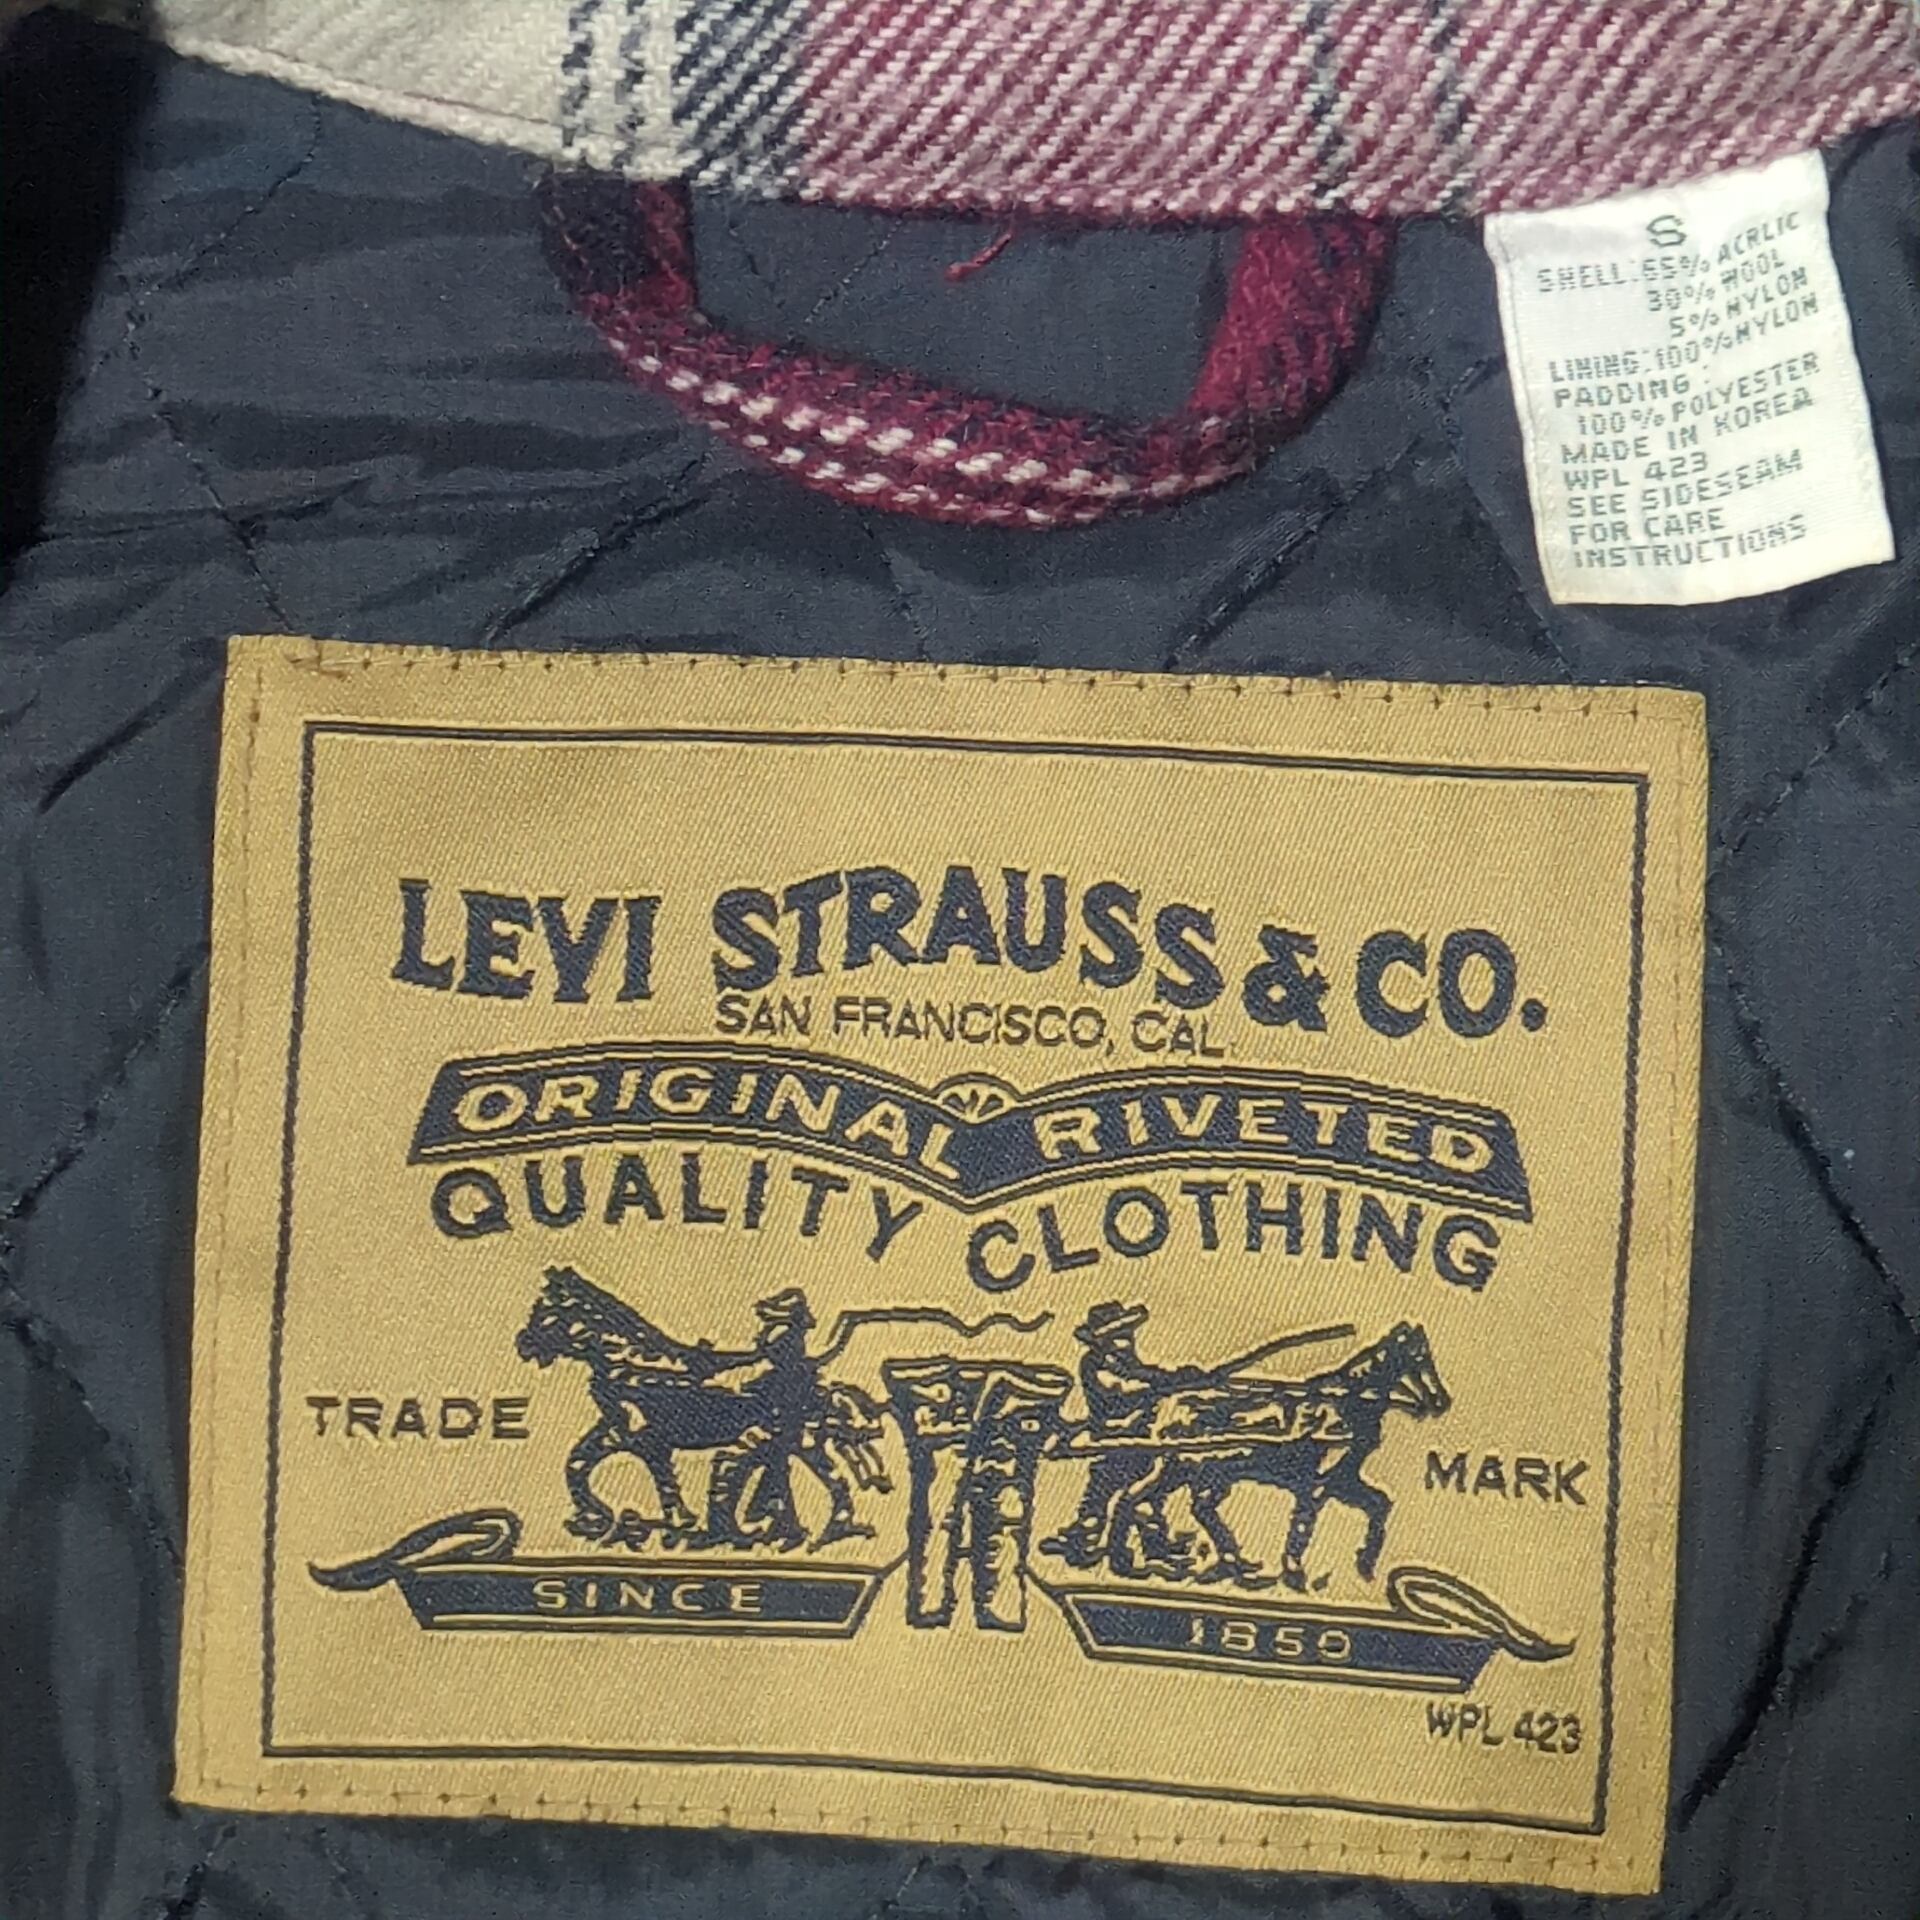 S
SHELL:65% ACRLIC
30% WOOL
5% NYLON
LINING:100% NYLON
PADDING:
100% POLYESTER
MADE IN KOREA
WPL 423
SEE SIDESEAM
FOR CARE
INSTRUCTIONS
LEVI STRAUSS & CO.
SAN FRANCISCO, CAL.
ORIGINAL RIVETED
QUALITY CLOTHING
TRADE MARK
SINCE 1850
WPL 423